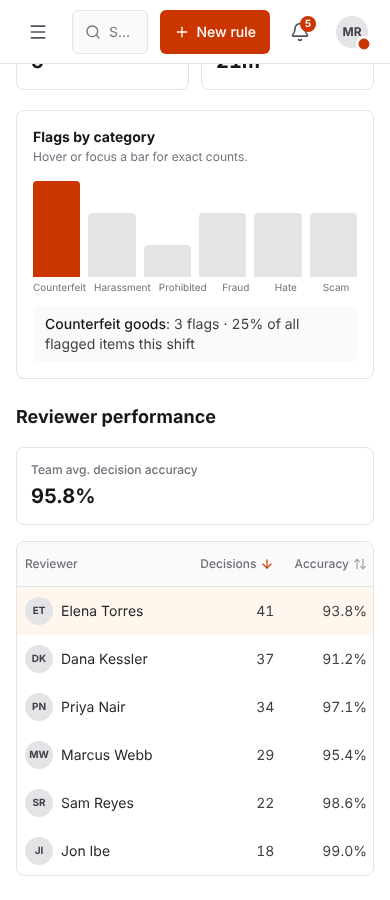 S...
New rule
5
MR
Flags by category
Hover or focus a bar for exact counts.
Counterfeit Harassment Prohibited Fraud Hate Scam
Counterfeit goods: 3 flags · 25% of all
flagged items this shift
Reviewer performance
Team avg. decision accuracy
95.8%
Reviewer Decisions Accuracy
ET Elena Torres 41 93.8%
DK Dana Kessler 37 91.2%
PN Priya Nair 34 97.1%
MW Marcus Webb 29 95.4%
SR Sam Reyes 22 98.6%
JI Jon Ibe 18 99.0%